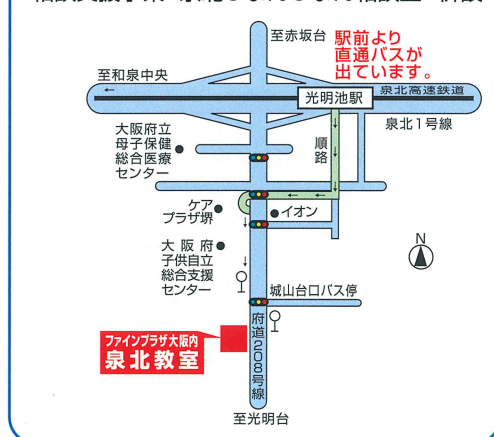 至赤坂台
駅前より
直通バスが
出ています。
至和泉中央
←
光明池駅
泉北高速鉄道
泉北1号線
順路
大阪府立
母子保健
総合医療
センター
ケア
プラザ堺
イオン
大阪府
子供自立
総合支援
センター
N
城山台口バス停
ファインプラザ大阪内
泉北教室
府道208号線
至光明台